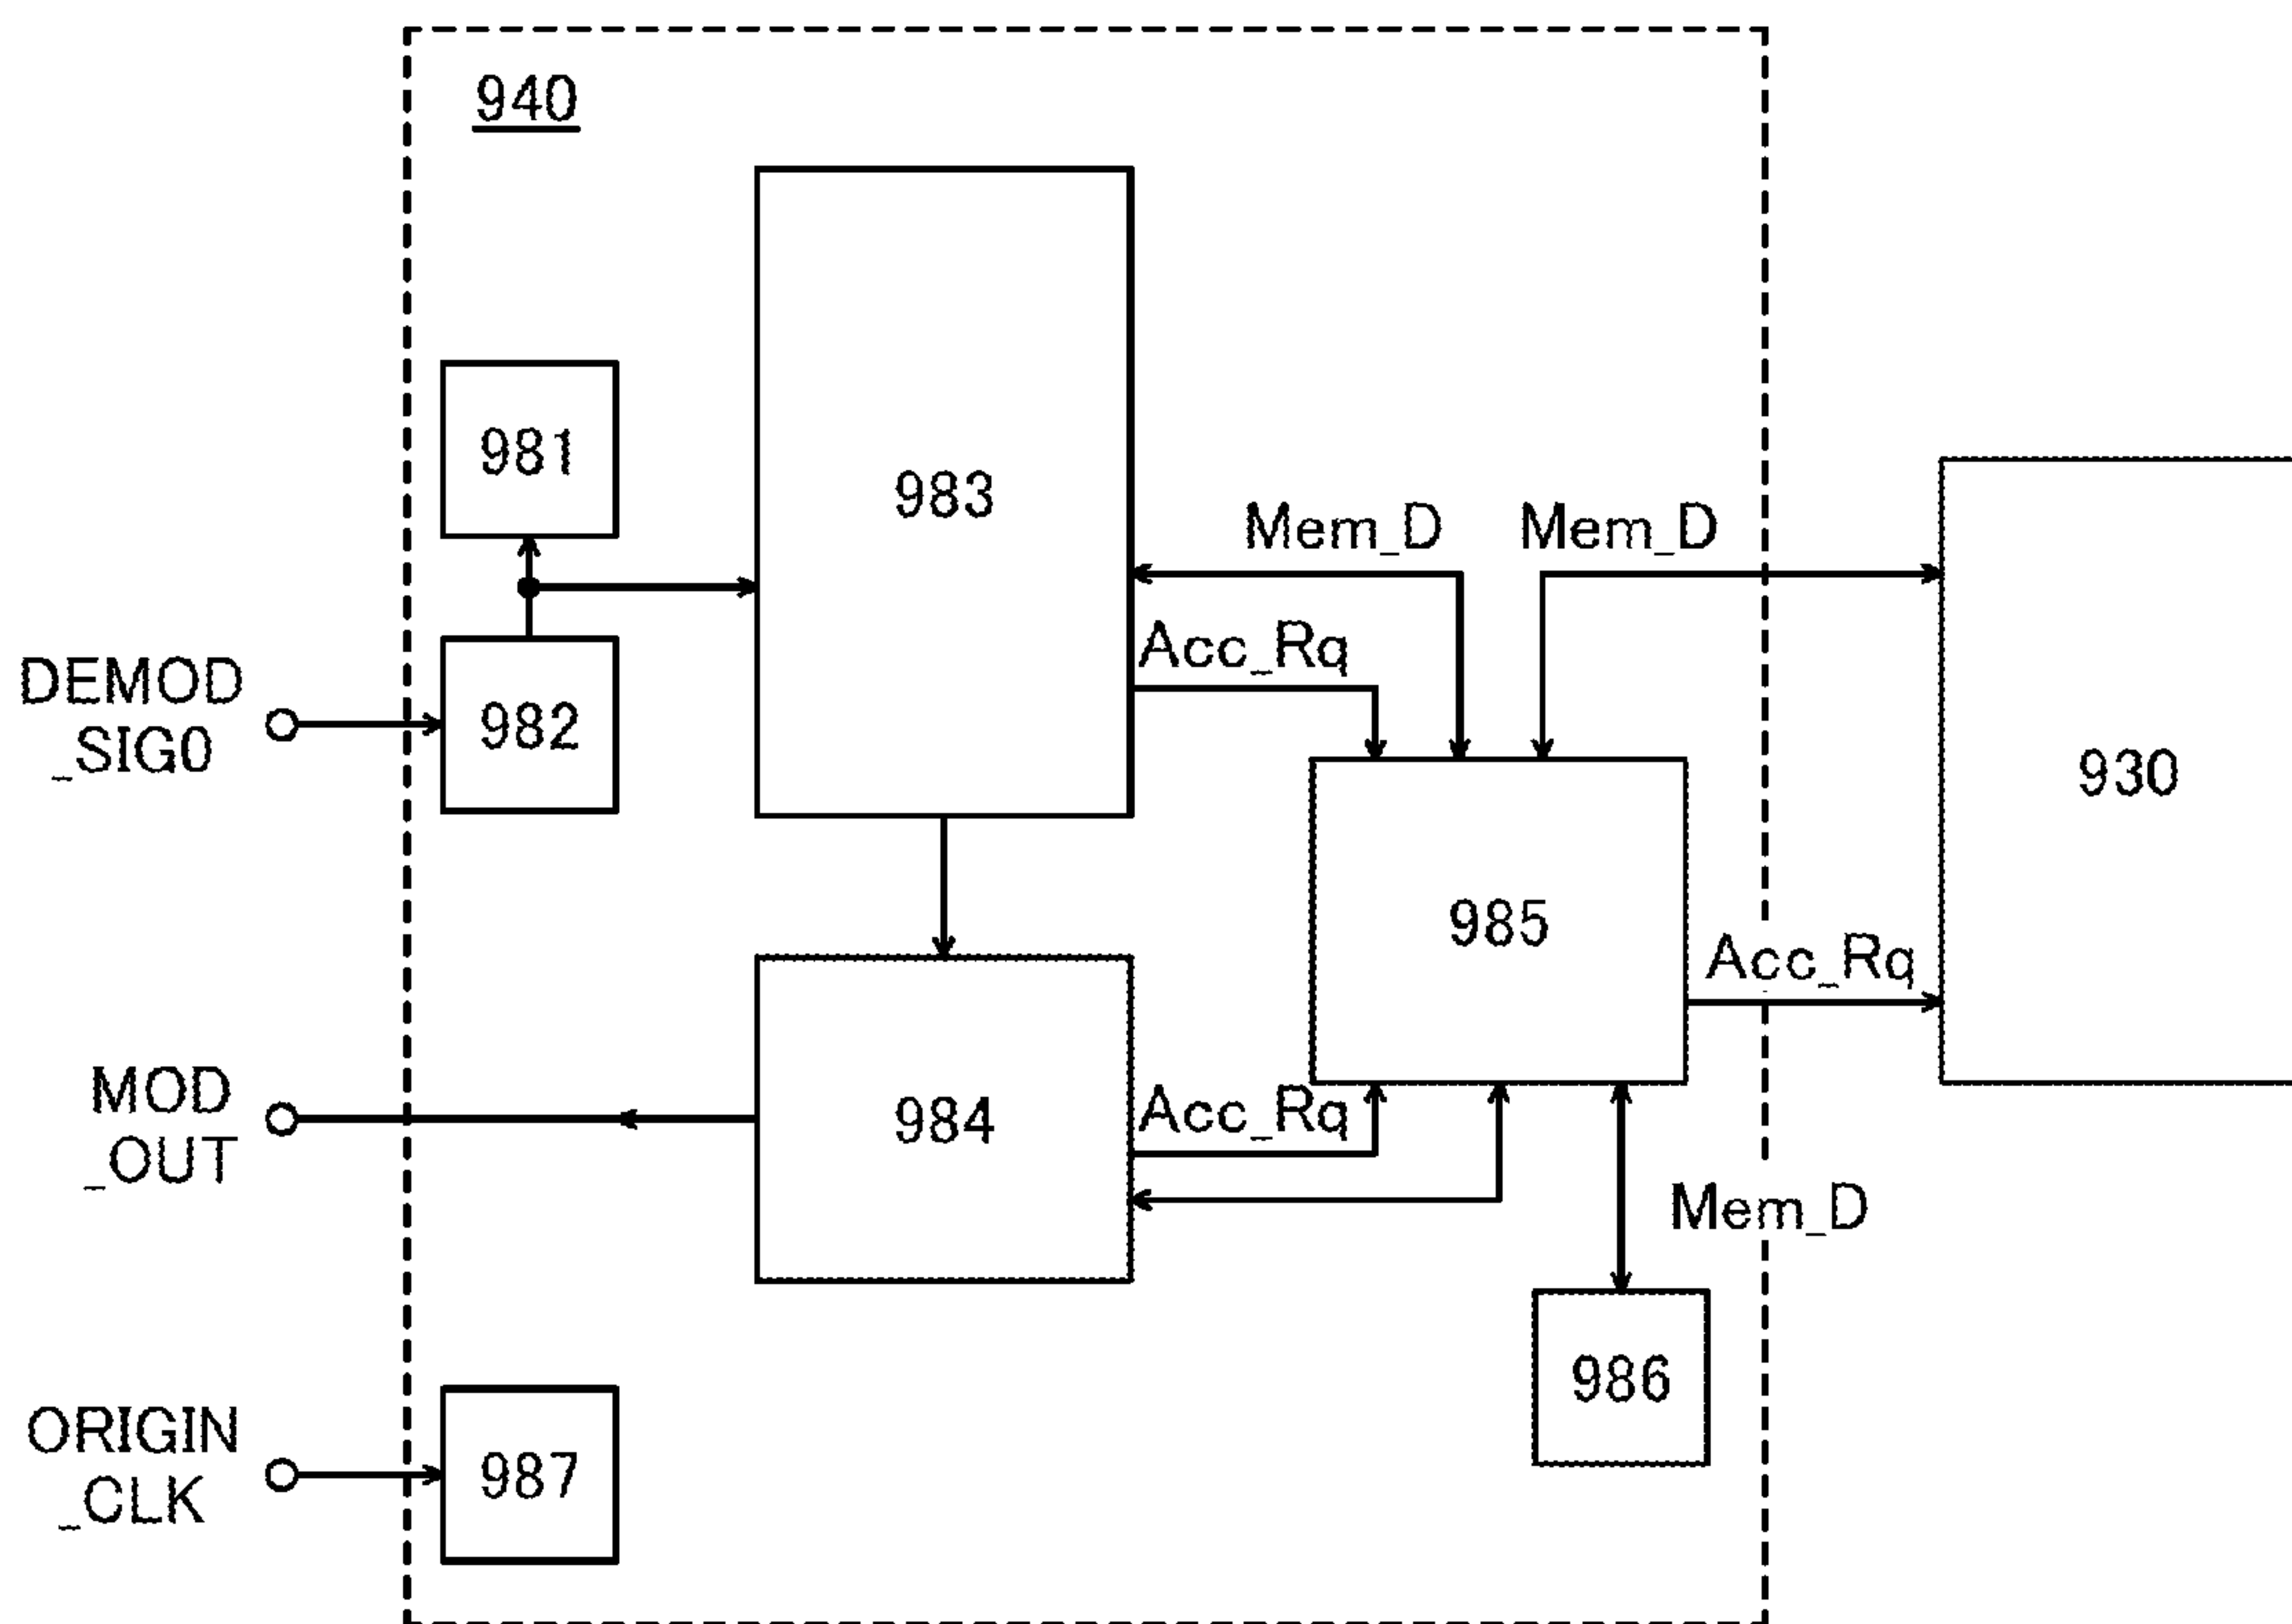 940
981
983
Mem_D
Mem_D
Acc_Rq
DEMOD
_SIG0
982
930
985
Acc_Rq
MOD
_OUT
984
Acc_Rq
Mem_D
986
ORIGIN
_CLK
987